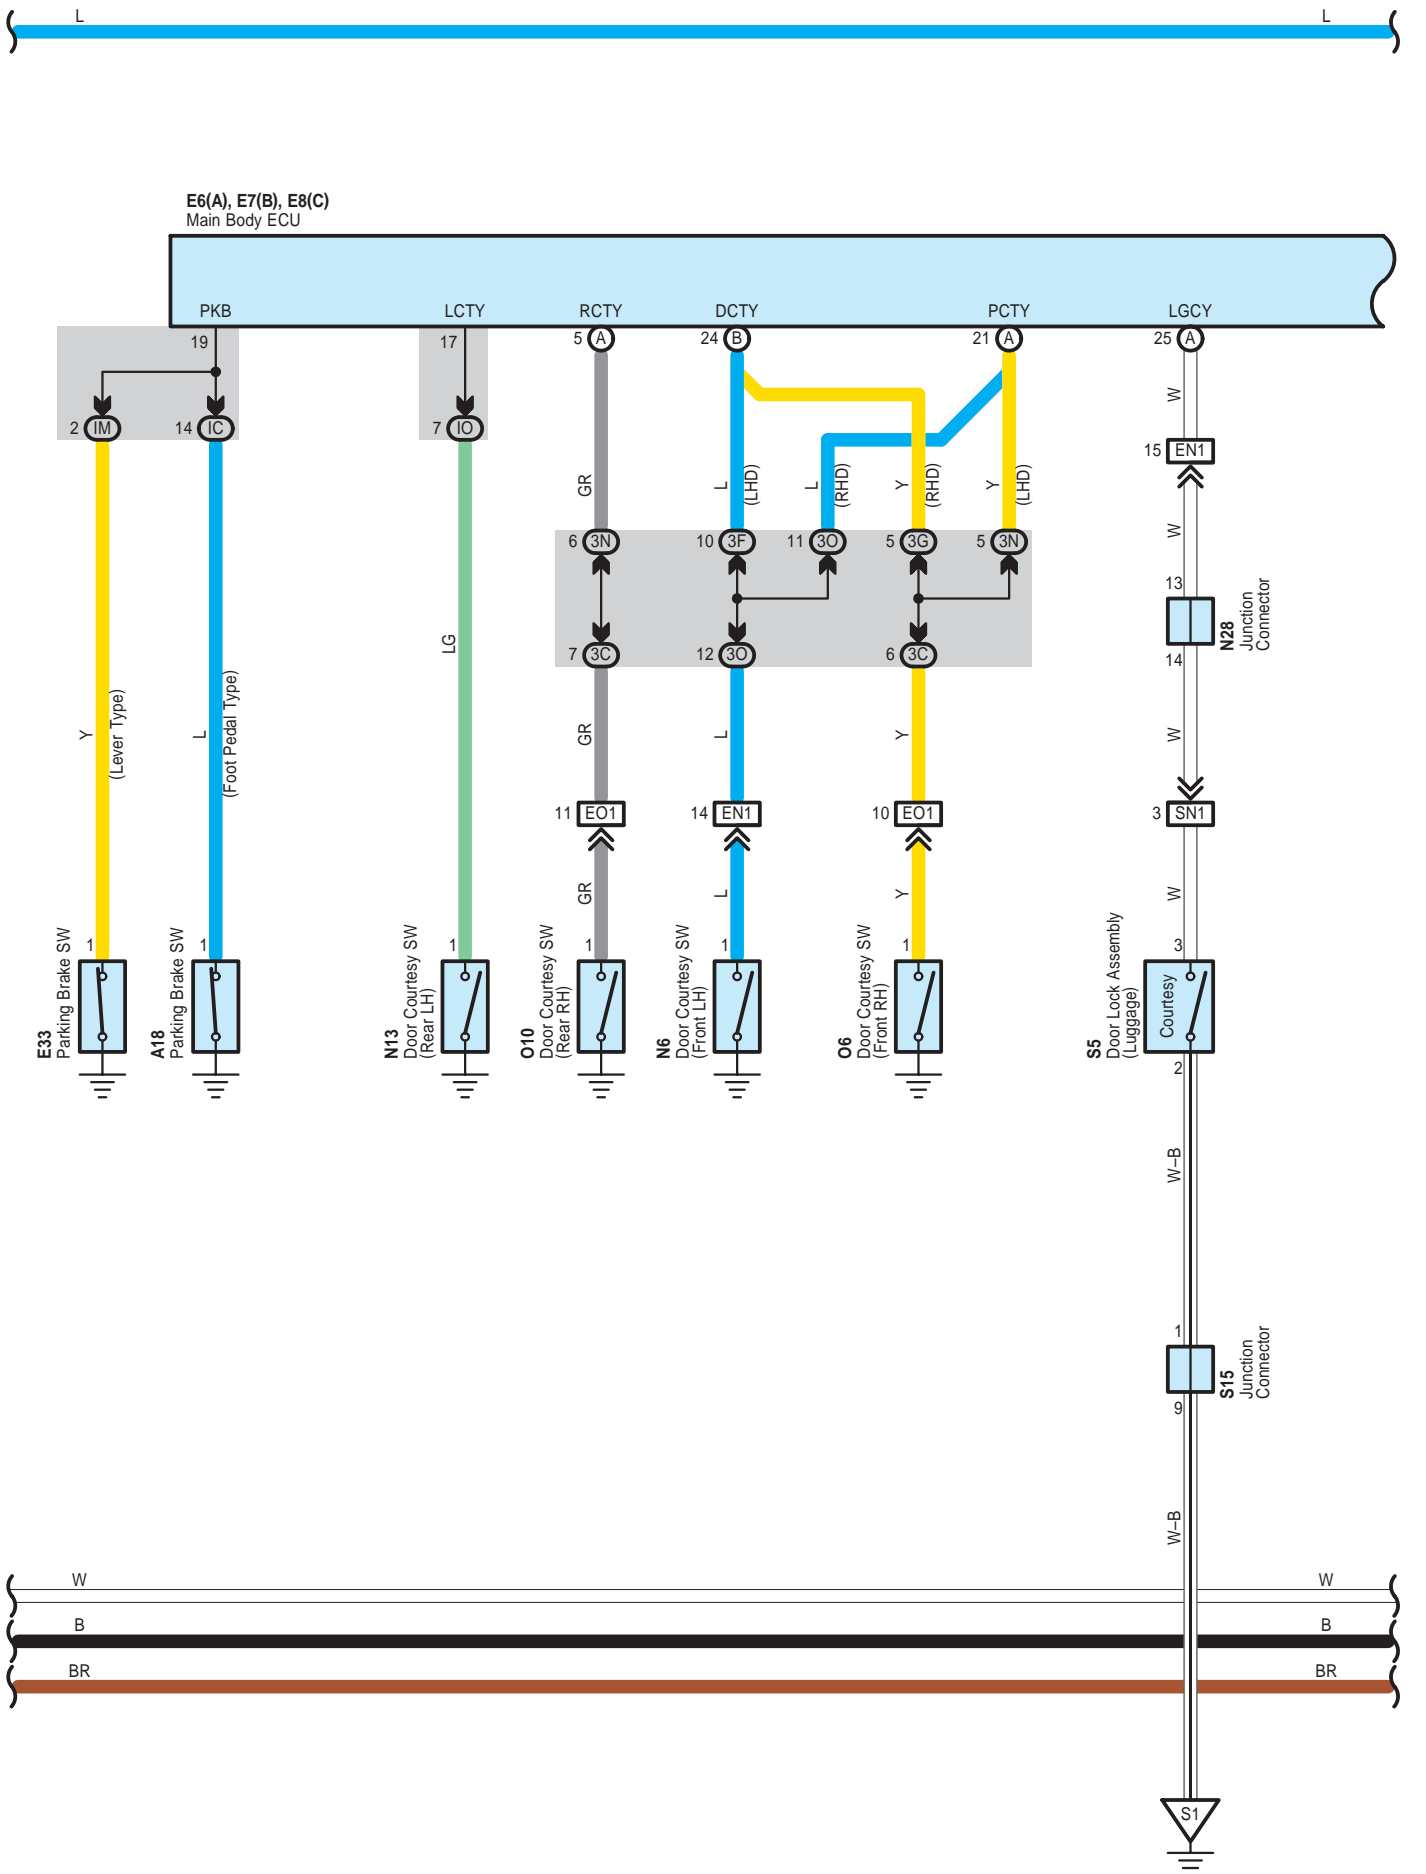 L L
E6(A), E7(B), E8(C)
Main Body ECU
PKB LCTY RCTY DCTY PCTY LGCY
19 17 5 A 24 B 21 A 25 A
2 IM 14 IC 7 IO
W
15 EN1
GR
L
(LHD)
L
(RHD)
Y
(RHD)
Y
(LHD)
W
6 3N 10 3F 11 3O 5 3G 5 3N
13
N28
Junction
Connector
14
7 3C 12 3O 6 3C
LG
Y
(Lever Type)
L
(Foot Pedal Type)
GR
L
Y
W
11 EO1 14 EN1 10 EO1 3 SN1
GR
L
Y
W
1 1 1 1 1 1 3
E33
Parking Brake SW
A18
Parking Brake SW
N13
Door Courtesy SW
(Rear LH)
O10
Door Courtesy SW
(Rear RH)
N6
Door Courtesy SW
(Front LH)
O6
Door Courtesy SW
(Front RH)
S5
Door Lock Assembly
(Luggage)
Courtesy
2
W–B
1
S15
Junction
Connector
9
W–B
W W
B B
BR BR
S1